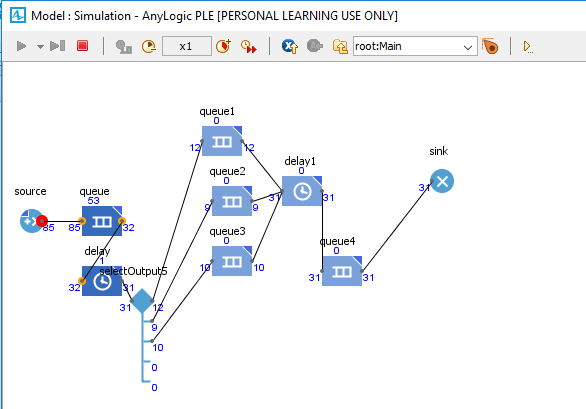 Model : Simulation - AnyLogic PLE [PERSONAL LEARNING USE ONLY]
x1
root:Main
queue1
0
12
12
queue2
0
9
9
queue3
0
10
10
delay1
0
31
31
sink
31
source
85
queue
53
85
32
delay
1
32
31
selectOutput5
31
12
9
10
0
0
queue4
0
31
31